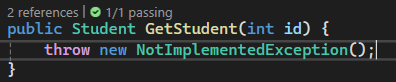 2 references | 1/1 passing
public Student GetStudent(int id) {
throw new NotImplementedException();
}